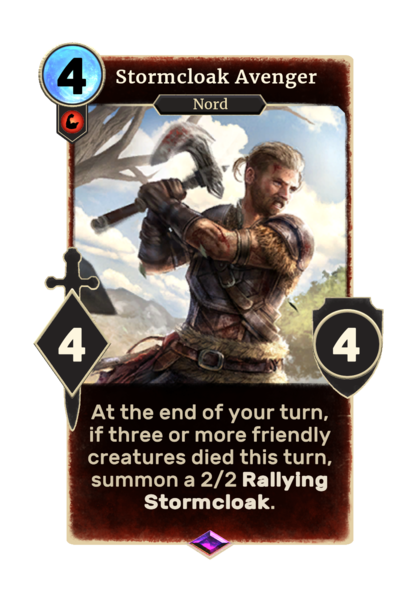 4
Stormcloak Avenger
Nord
4
4
At the end of your turn,
if three or more friendly
creatures died this turn,
summon a 2/2 Rallying
Stormcloak.